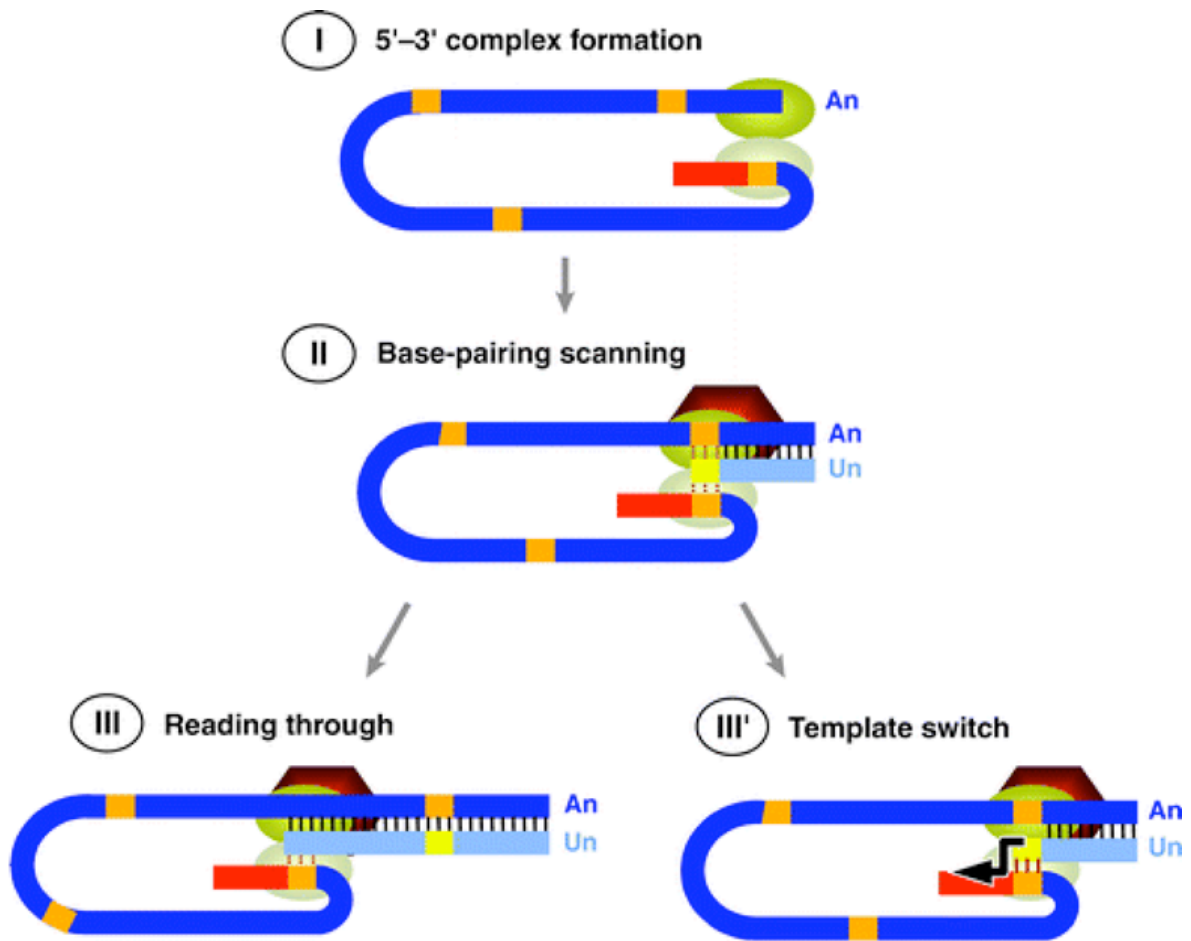 I 5'–3' complex formation
An
II Base-pairing scanning
An
Un
III Reading through
An
Un
III' Template switch
An
Un